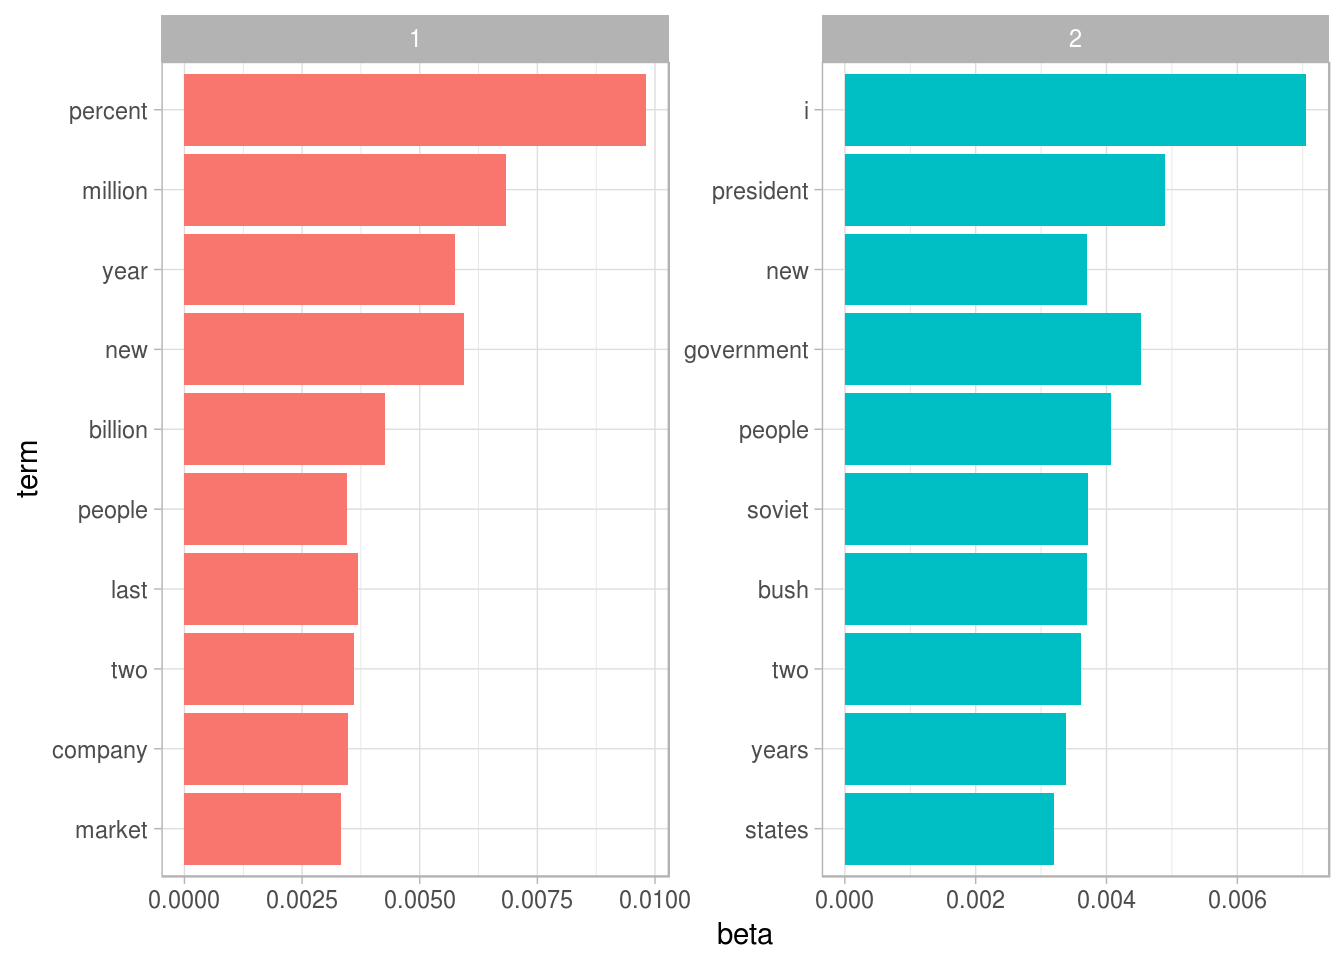 1
2
term
percent
million
year
new
billion
people
last
two
company
market
i
president
new
government
people
soviet
bush
two
years
states
0.0000 0.0025 0.0050 0.0075 0.0100
0.000 0.002 0.004 0.006
beta